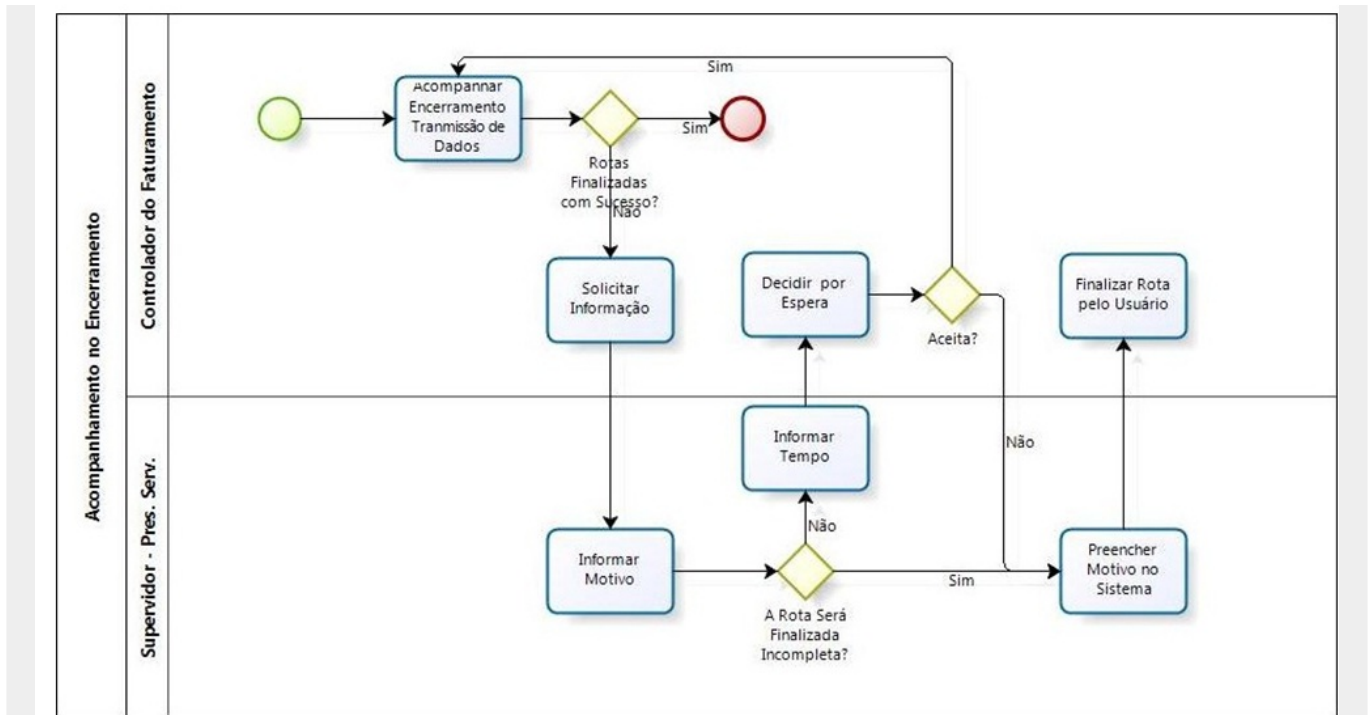 Acompanhamento no Encerramento
Controlador do Faturamento
Acompanhar
Encerramento
Tranmissão de
Dados
Sim
Sim
Rotas
Finalizadas
com Sucesso?
Não
Solicitar
Informação
Decidir por
Espera
Aceita?
Finalizar Rota
pelo Usuário
Supervisor - Pres. Serv.
Informar
Tempo
Não
Não
Informar
Motivo
Sim
A Rota Será
Finalizada
Incompleta?
Preencher
Motivo no
Sistema